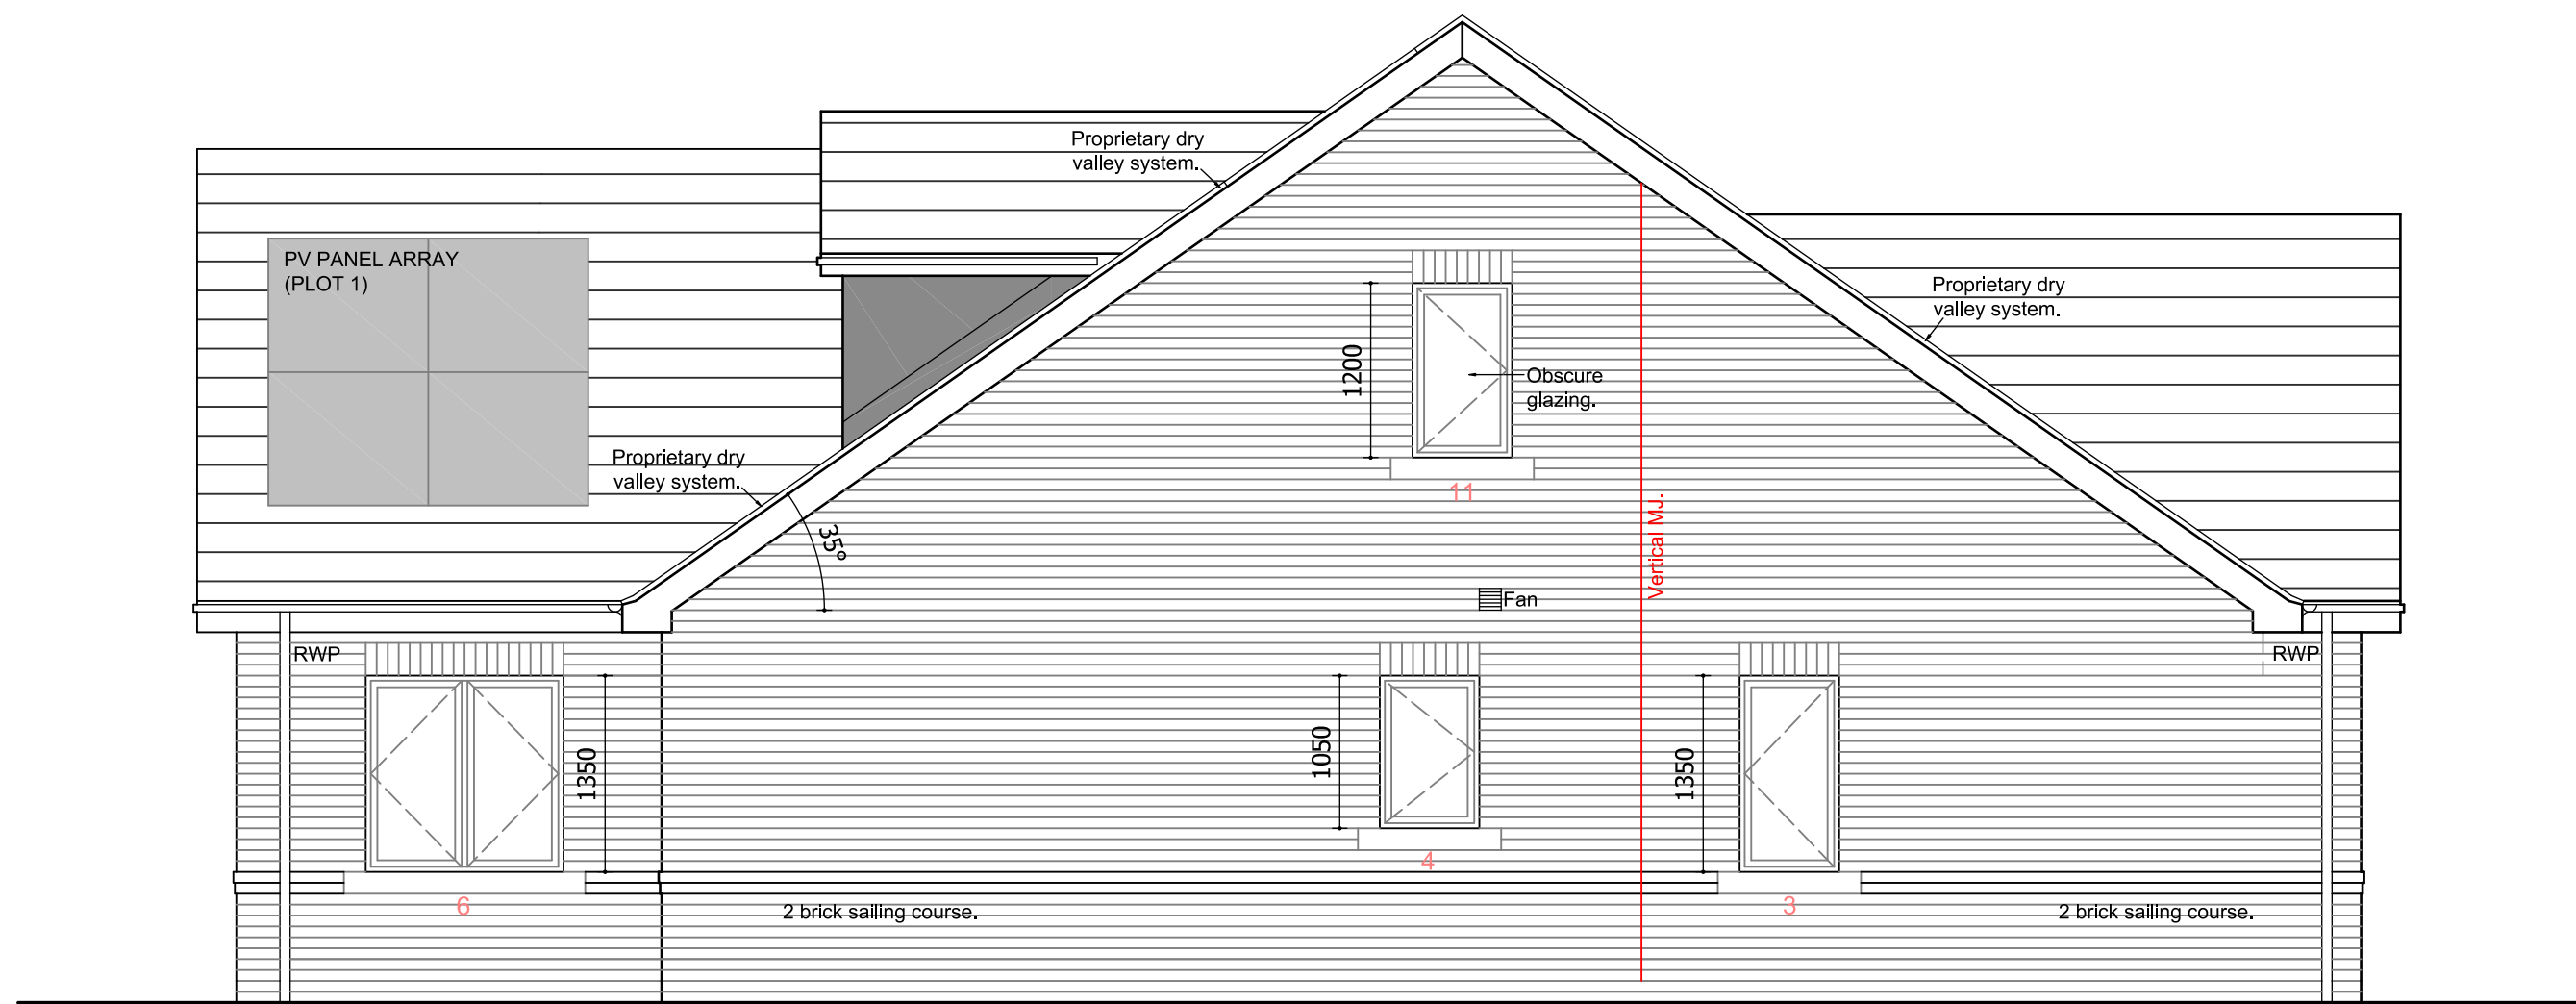 Proprietary dry
valley system.
PV PANEL ARRAY
(PLOT 1)
Proprietary dry
valley system.
1200
Obscure
glazing.
Proprietary dry
valley system.
11
35°
Vertical MJ.
Fan
RWP
RWP
1350
1050
1350
4
6
3
2 brick sailing course.
2 brick sailing course.